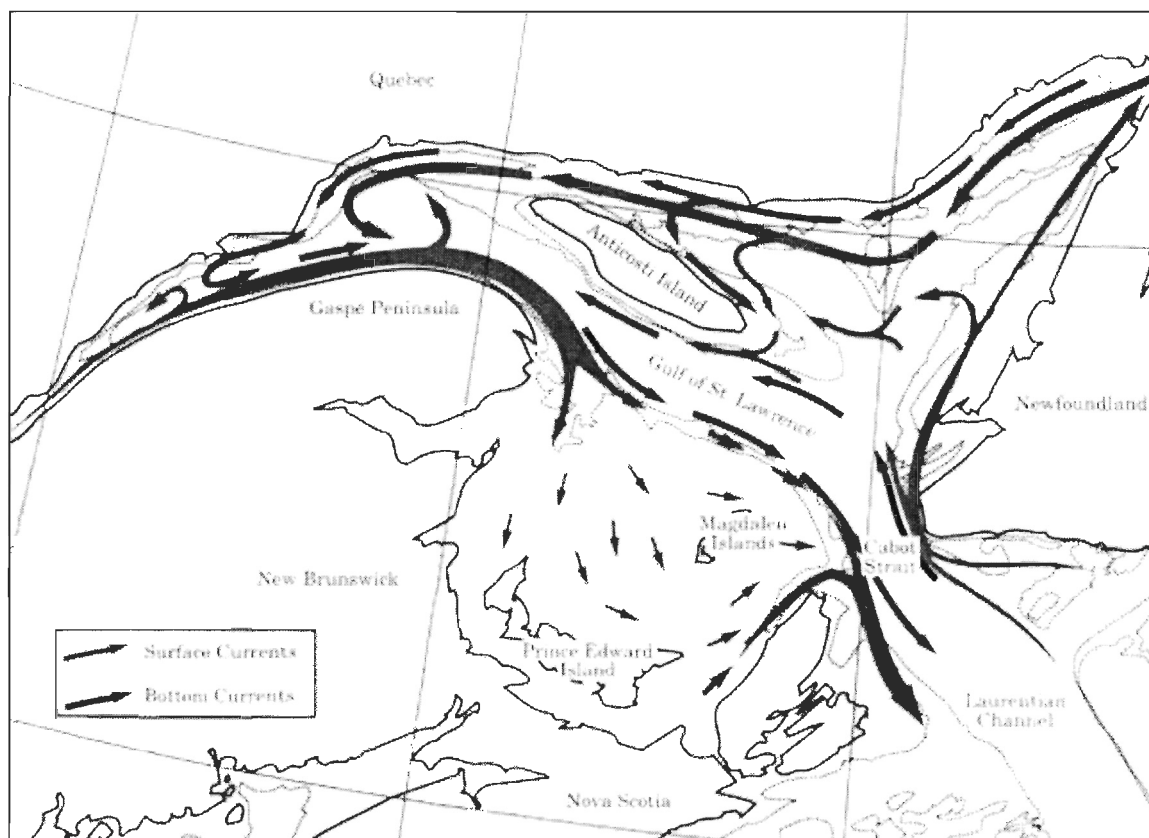 Quebec
Anticosti Island
Gaspé Peninsula
Gulf of St. Lawrence
Newfoundland
Magdalen
Islands
Cabot
Strait
New Brunswick
Surface Currents
Prince Edward
Island
Bottom Currents
Laurentian
Channel
Nova Scotia